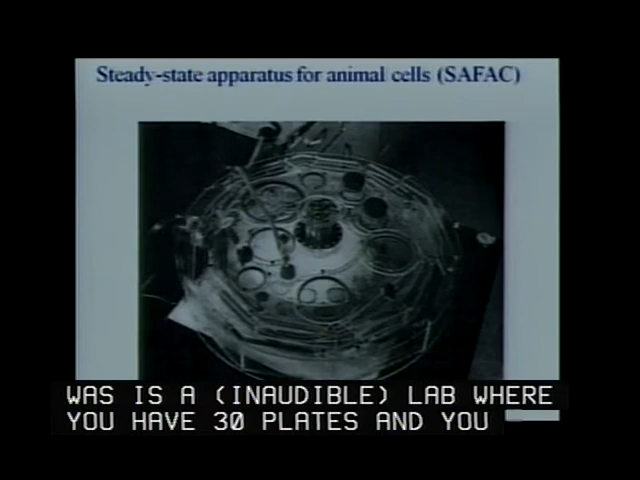 Steady-state apparatus for animal cells (SAFAC)
WAS IS A (INAUDIBLE) LAB WHERE
YOU HAVE 30 PLATES AND YOU